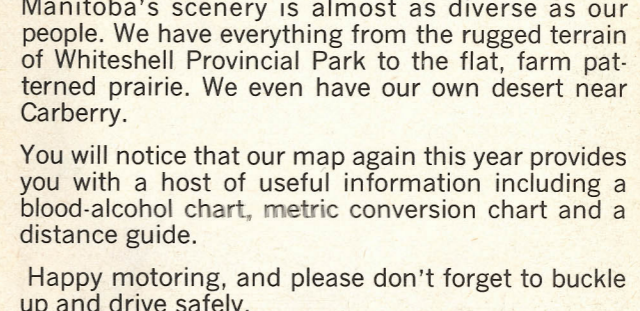 Manitoba's scenery is almost as diverse as our
people. We have everything from the rugged terrain
of Whiteshell Provincial Park to the flat, farm pat-
terned prairie. We even have our own desert near
Carberry.
You will notice that our map again this year provides
you with a host of useful information including a
blood-alcohol chart, metric conversion chart and a
distance guide.
Happy motoring, and please don't forget to buckle
up and drive safely.